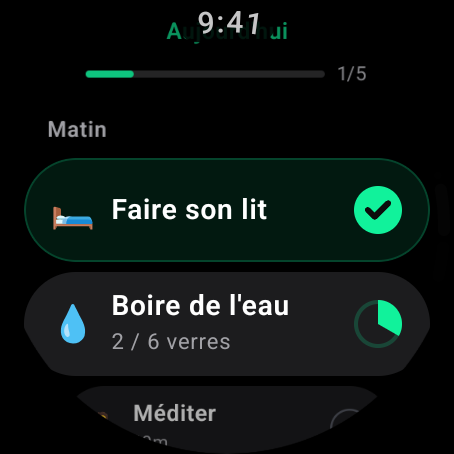 9:41
1/5
Matin
Faire son lit
Boire de l'eau
2 / 6 verres
Méditer